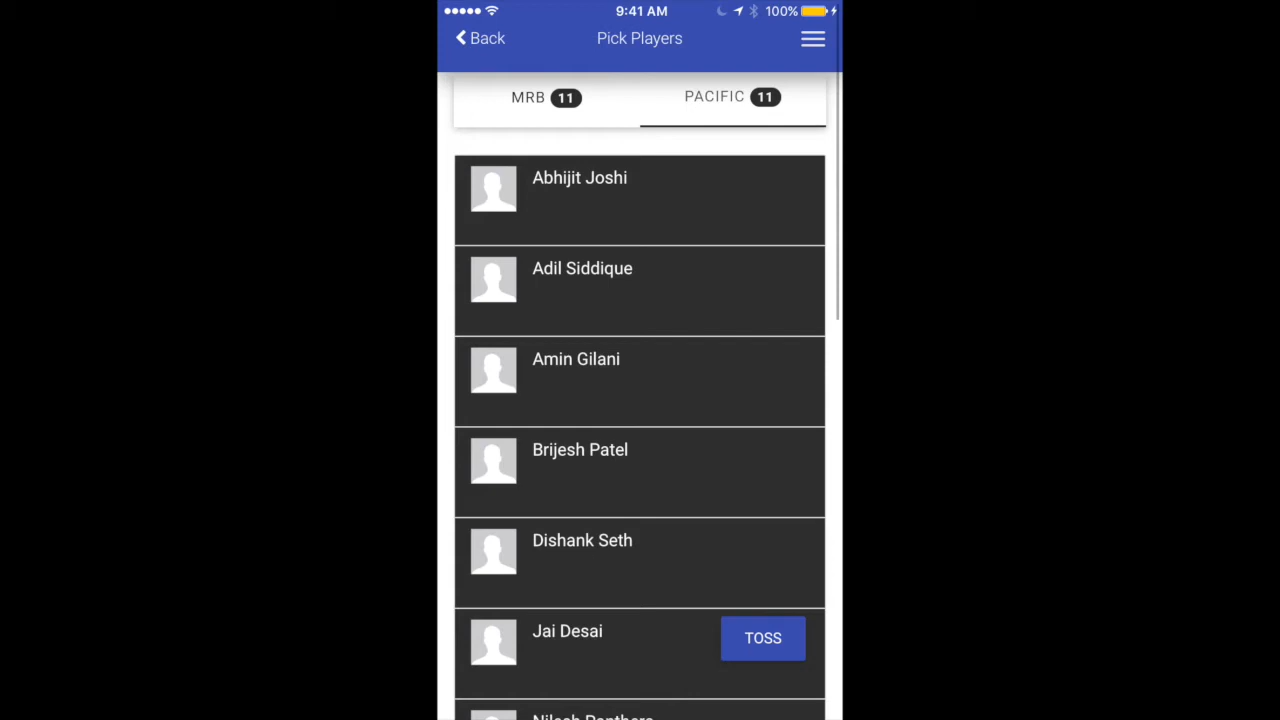 9:41 AM 100%
Back Pick Players
MRB 11 PACIFIC 11
Abhijit Joshi
Adil Siddique
Amin Gilani
Brijesh Patel
Dishank Seth
Jai Desai TOSS